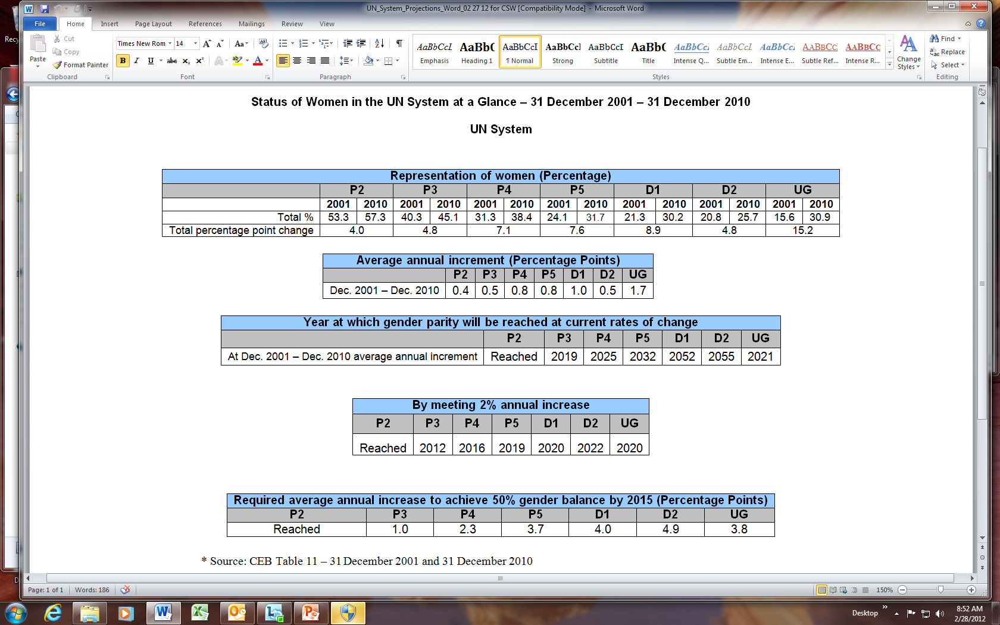 UN_System_Projections_Word_02 27 12 for CSW [Compatibility Mode] - Microsoft Word
File Home Insert Page Layout References Mailings Review View
Paste
Cut
Copy
Format Painter
Clipboard
Times New Rom 14
Font
Paragraph
AaBbCcI AaBb( AaBbCcI AaBbCcI AaBbCcI AaBb( AaBbCcI AaBbCcI AaBbCcI AABBCC AABBCC
Emphasis Heading 1 ¶ Normal Strong Subtitle Title Intense Q... Subtle Em... Intense E... Subtle Ref... Intense R...
Change Styles
Styles
Find
Replace
Select
Editing
Status of Women in the UN System at a Glance – 31 December 2001 – 31 December 2010
UN System
Representation of women (Percentage)
P2 P3 P4 P5 D1 D2 UG
2001 2010 2001 2010 2001 2010 2001 2010 2001 2010 2001 2010 2001 2010
Total % 53.3 57.3 40.3 45.1 31.3 38.4 24.1 31.7 21.3 30.2 20.8 25.7 15.6 30.9
Total percentage point change 4.0 4.8 7.1 7.6 8.9 4.8 15.2
Average annual increment (Percentage Points)
P2 P3 P4 P5 D1 D2 UG
Dec. 2001 – Dec. 2010 0.4 0.5 0.8 0.8 1.0 0.5 1.7
Year at which gender parity will be reached at current rates of change
P2 P3 P4 P5 D1 D2 UG
At Dec. 2001 – Dec. 2010 average annual increment Reached 2019 2025 2032 2052 2055 2021
By meeting 2% annual increase
P2 P3 P4 P5 D1 D2 UG
Reached 2012 2016 2019 2020 2022 2020
Required average annual increase to achieve 50% gender balance by 2015 (Percentage Points)
P2 P3 P4 P5 D1 D2 UG
Reached 1.0 2.3 3.7 4.0 4.9 3.8
* Source: CEB Table 11 – 31 December 2001 and 31 December 2010
Page: 1 of 1 Words: 186
150%
Desktop
8:52 AM
2/28/2012